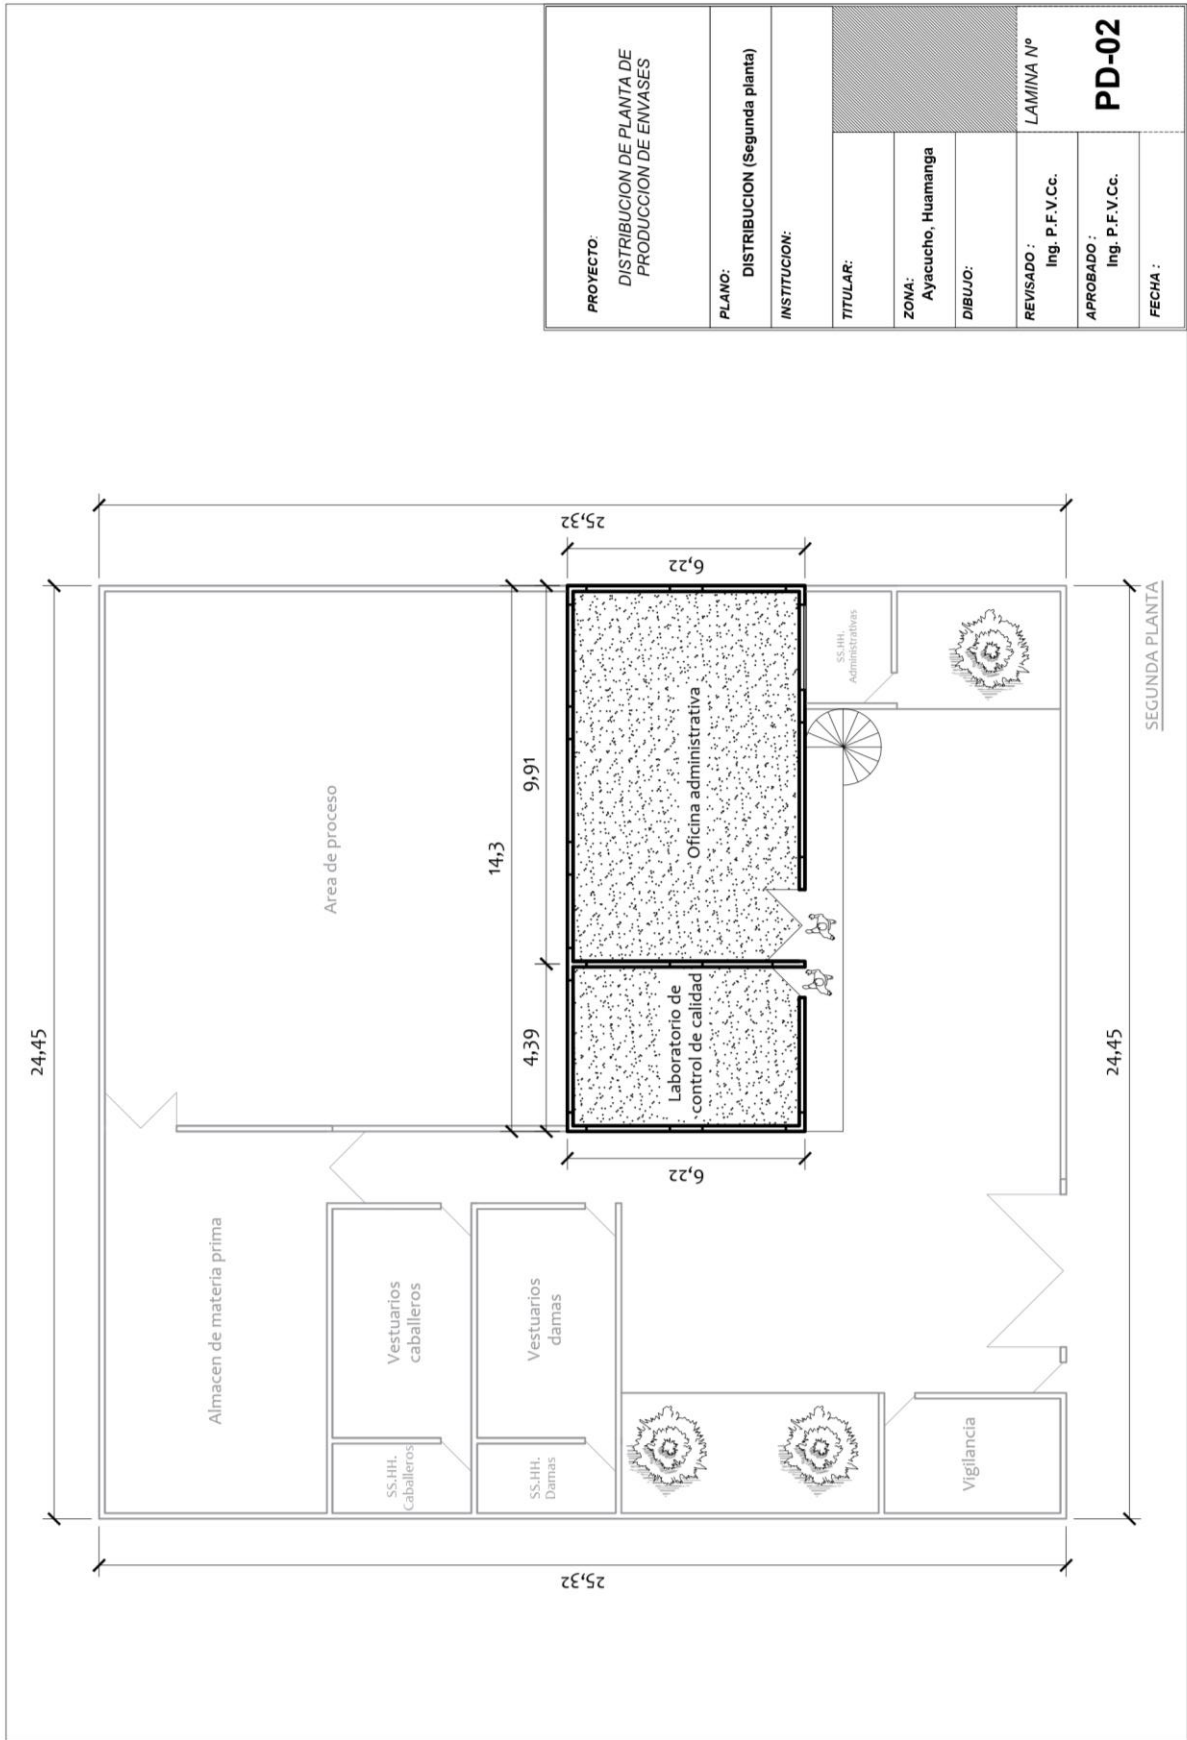 24,45
25,32
25,32
Almacen de materia prima
Area de proceso
SS.HH.
Caballeros
Vestuarios
caballeros
SS.HH.
Damas
Vestuarios
damas
14,3
4,39
9,91
6,22
6,22
Laboratorio de
control de calidad
Oficina administrativa
SS.HH.
Administrativas
Vigilancia
24,45
SEGUNDA PLANTA
PROYECTO:
DISTRIBUCION DE PLANTA DE
PRODUCCION DE ENVASES
PLANO:
DISTRIBUCION (Segunda planta)
INSTITUCION:
TITULAR:
ZONA:
Ayacucho, Huamanga
DIBUJO:
REVISADO :
Ing. P.F.V.Cc.
APROBADO :
Ing. P.F.V.Cc.
FECHA :
LAMINA Nº
PD-02